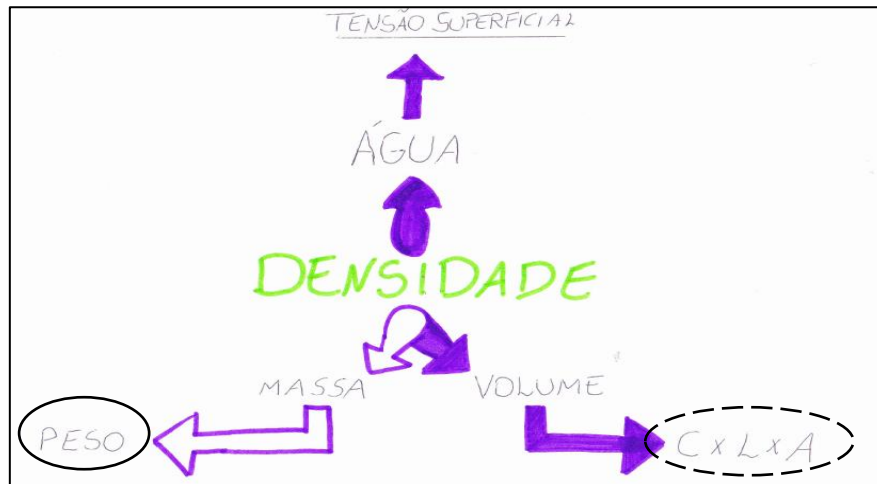 TENSÃO SUPERFICIAL
ÁGUA
DENSIDADE
MASSA VOLUME
PESO C x L x A